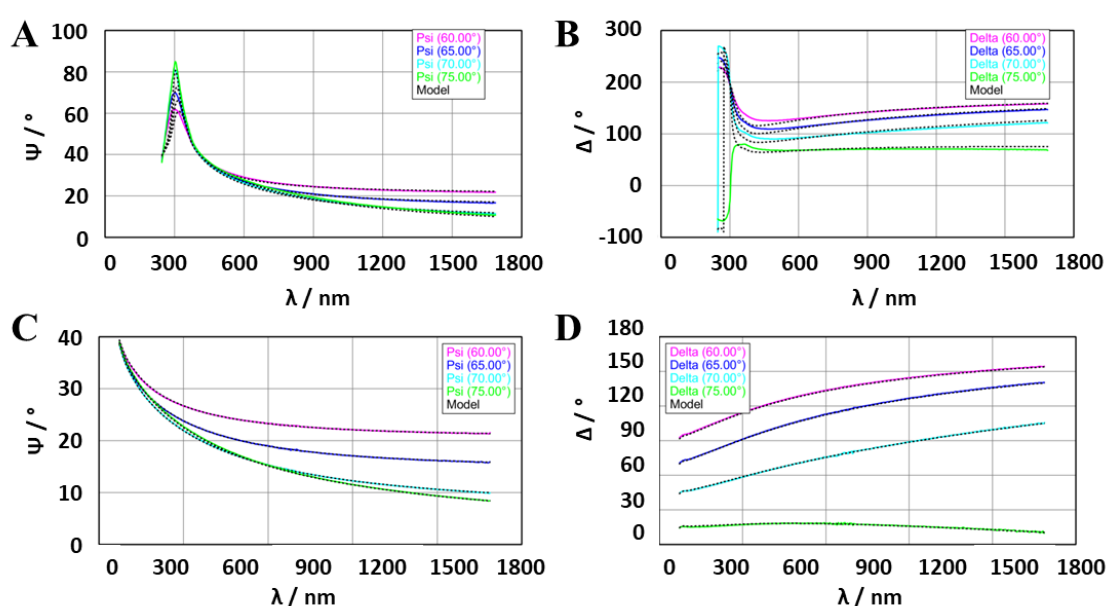 A
Ψ / °
100
80
60
40
20
0
Psi (60.00°)
Psi (65.00°)
Psi (70.00°)
Psi (75.00°)
Model
0 300 600 900 1200 1500 1800
λ / nm
B
Δ / °
300
200
100
0
-100
Delta (60.00°)
Delta (65.00°)
Delta (70.00°)
Delta (75.00°)
Model
0 300 600 900 1200 1500 1800
λ / nm
C
Ψ / °
40
30
20
10
0
Psi (60.00°)
Psi (65.00°)
Psi (70.00°)
Psi (75.00°)
Model
0 300 600 900 1200 1500 1800
λ / nm
D
Δ / °
180
150
120
90
60
30
0
Delta (60.00°)
Delta (65.00°)
Delta (70.00°)
Delta (75.00°)
Model
0 300 600 900 1200 1500 1800
λ / nm